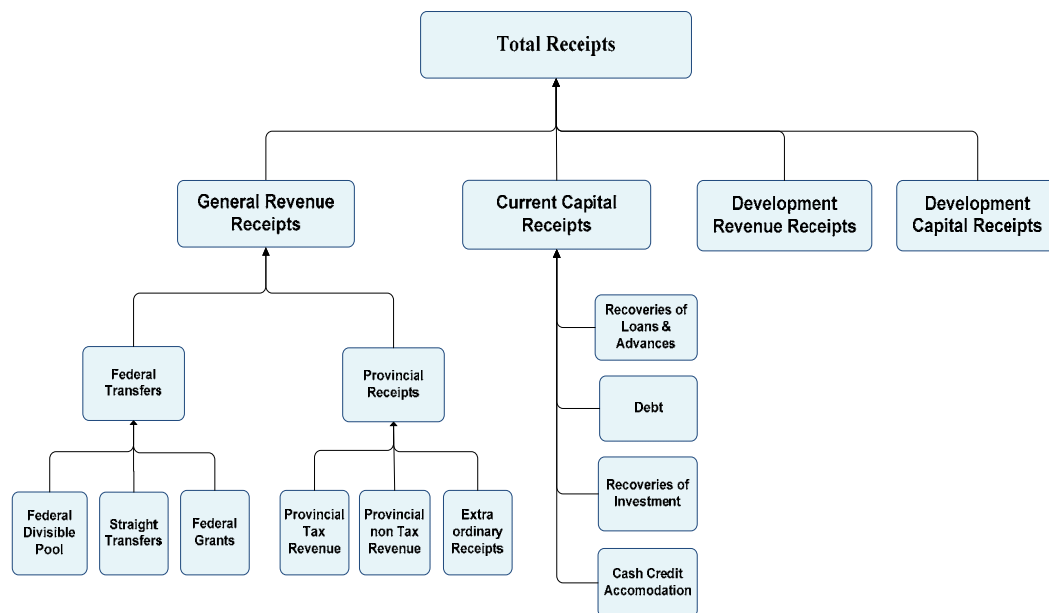 Total Receipts
General Revenue
Receipts
Current Capital
Receipts
Development
Revenue Receipts
Development
Capital Receipts
Recoveries of
Loans &
Advances
Federal
Transfers
Provincial
Receipts
Debt
Recoveries of
Investment
Federal
Divisible
Pool
Straight
Transfers
Federal
Grants
Provincial
Tax
Revenue
Provincial
non Tax
Revenue
Extra
ordinary
Receipts
Cash Credit
Accomodation